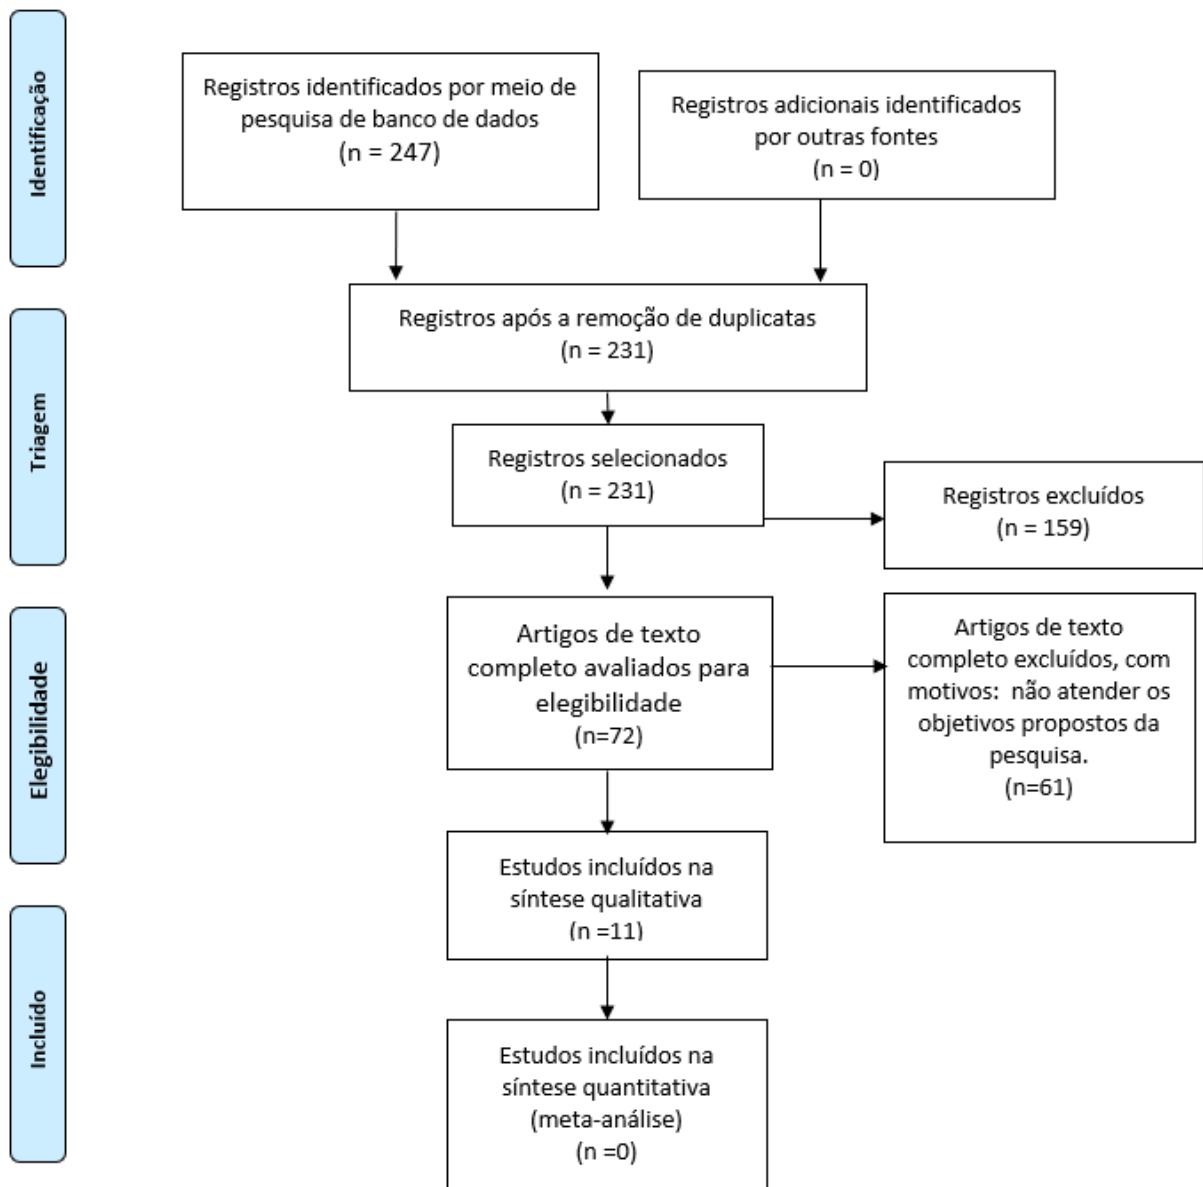 Identificação
Registros identificados por meio de
pesquisa de banco de dados
(n = 247)
Registros adicionais identificados
por outras fontes
(n = 0)
Triagem
Registros após a remoção de duplicatas
(n = 231)
Registros selecionados
(n = 231)
Registros excluídos
(n = 159)
Elegibilidade
Artigos de texto
completo avaliados para
elegibilidade
(n=72)
Artigos de texto
completo excluídos, com
motivos: não atender os
objetivos propostos da
pesquisa.
(n=61)
Estudos incluídos na
síntese qualitativa
(n =11)
Incluído
Estudos incluídos na
síntese quantitativa
(meta-análise)
(n =0)